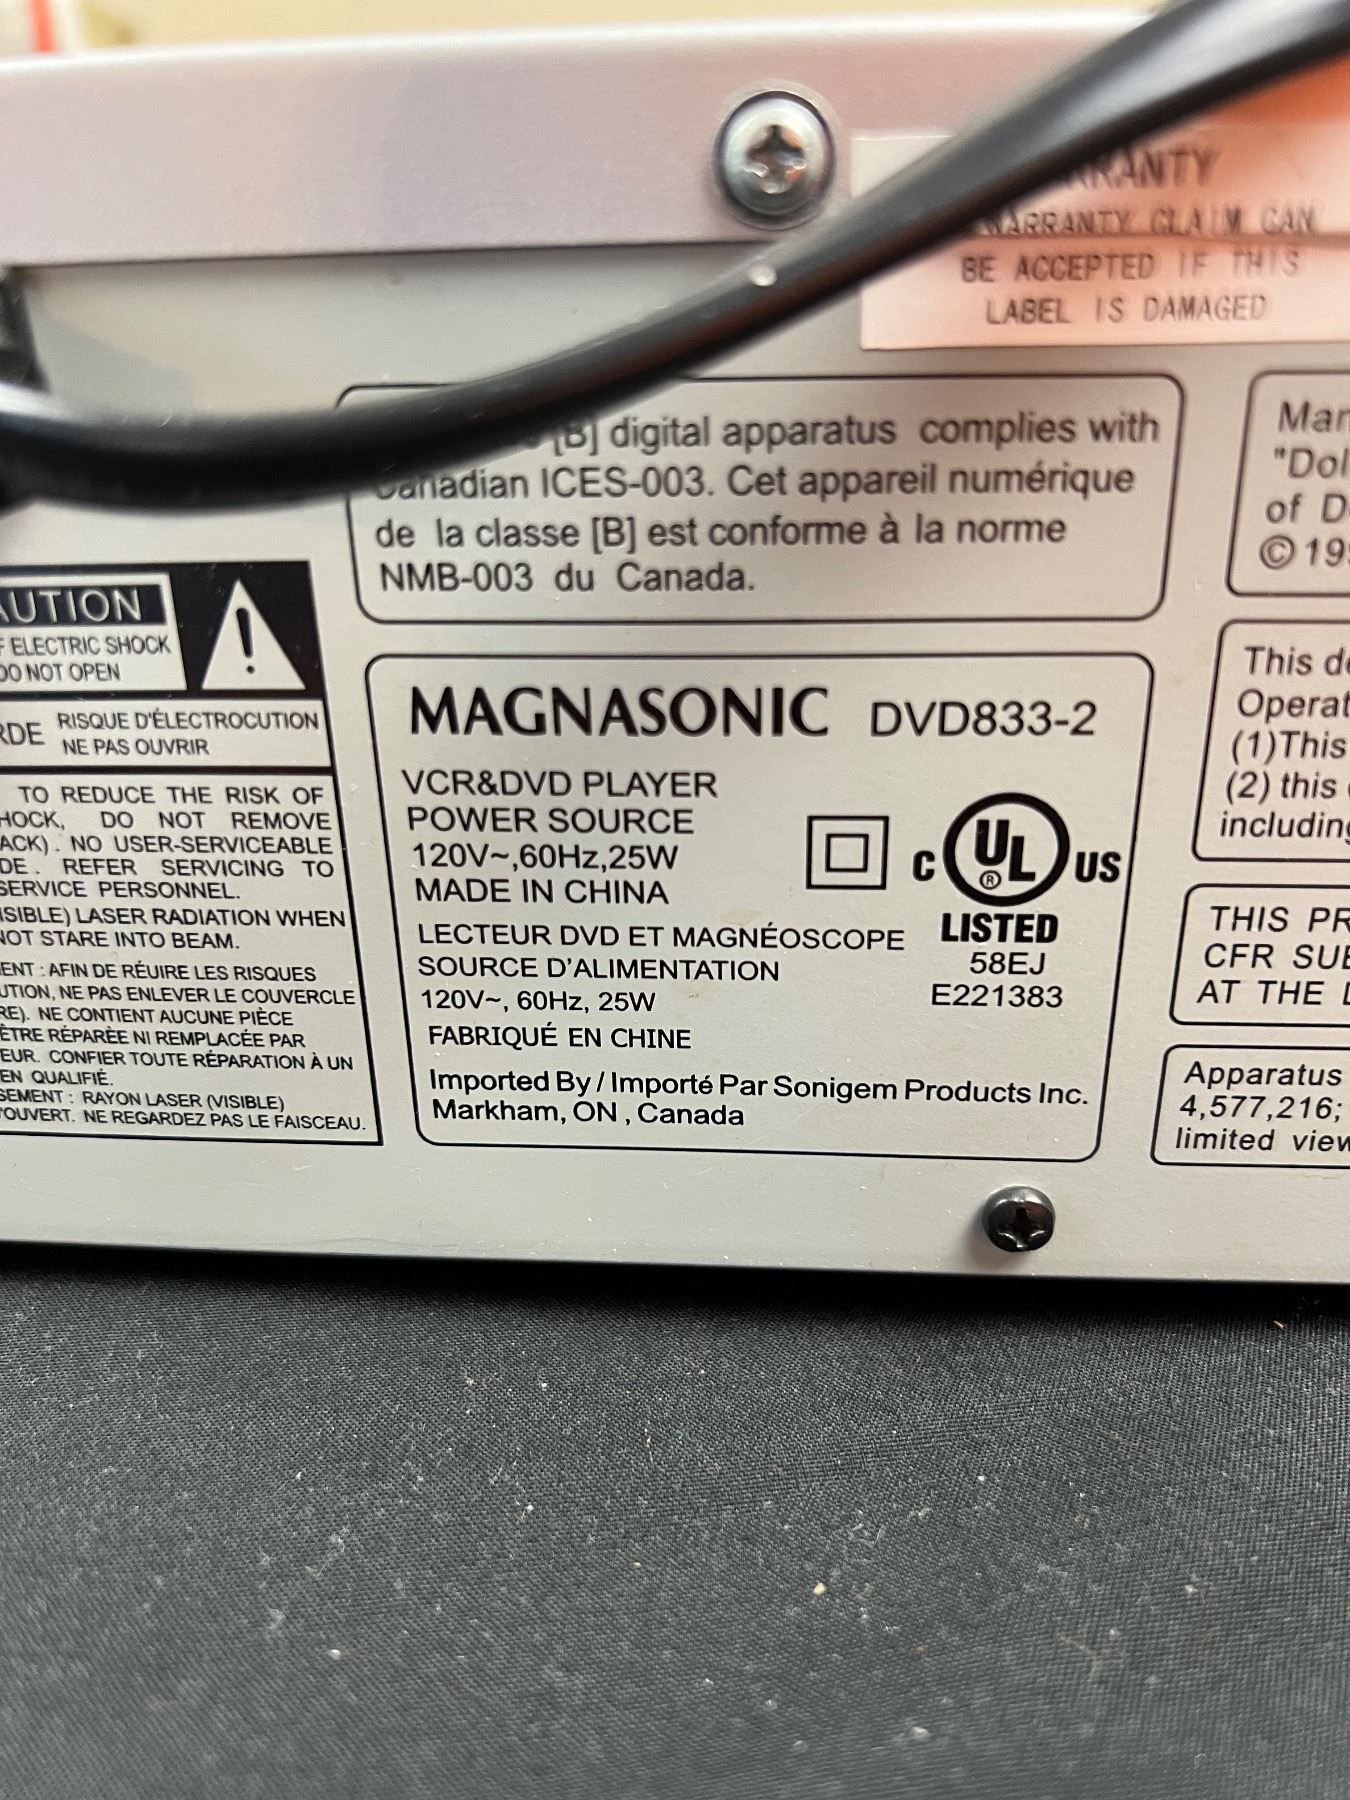 RRANTY
WARRANTY CLAIM CAN
BE ACCEPTED IF THIS
LABEL IS DAMAGED
[B] digital apparatus complies with
Canadian ICES-003. Cet appareil numérique
de la classe [B] est conforme à la norme
NMB-003 du Canada.
AUTION
F ELECTRIC SHOCK
DO NOT OPEN
RDE RISQUE D'ÉLECTROCUTION
NE PAS OUVRIR
TO REDUCE THE RISK OF
HOCK, DO NOT REMOVE
ACK). NO USER-SERVICEABLE
DE. REFER SERVICING TO
SERVICE PERSONNEL.
ISIBLE) LASER RADIATION WHEN
NOT STARE INTO BEAM.
ENT : AFIN DE RÉUIRE LES RISQUES
UTION, NE PAS ENLEVER LE COUVERCLE
RE). NE CONTIENT AUCUNE PIÈCE
ÊTRE RÉPARÈE NI REMPLACÉE PAR
EUR. CONFIER TOUTE RÉPARATION À UN
EN QUALIFIÉ.
SEMENT : RAYON LASER (VISIBLE)
'OUVERT. NE REGARDEZ PAS LE FAISCEAU.
MAGNASONIC DVD833-2
VCR&DVD PLAYER
POWER SOURCE
120V~,60Hz,25W
MADE IN CHINA
LECTEUR DVD ET MAGNÉOSCOPE
SOURCE D'ALIMENTATION
120V~, 60Hz, 25W
FABRIQUÉ EN CHINE
Imported By / Importé Par Sonigem Products Inc.
Markham, ON , Canada
C UL ® US
LISTED
58EJ
E221383
Man
"Dol
of D
© 19
This de
Operat
(1)This
(2) this
including
THIS PR
CFR SUB
AT THE D
Apparatus
4,577,216;
limited view